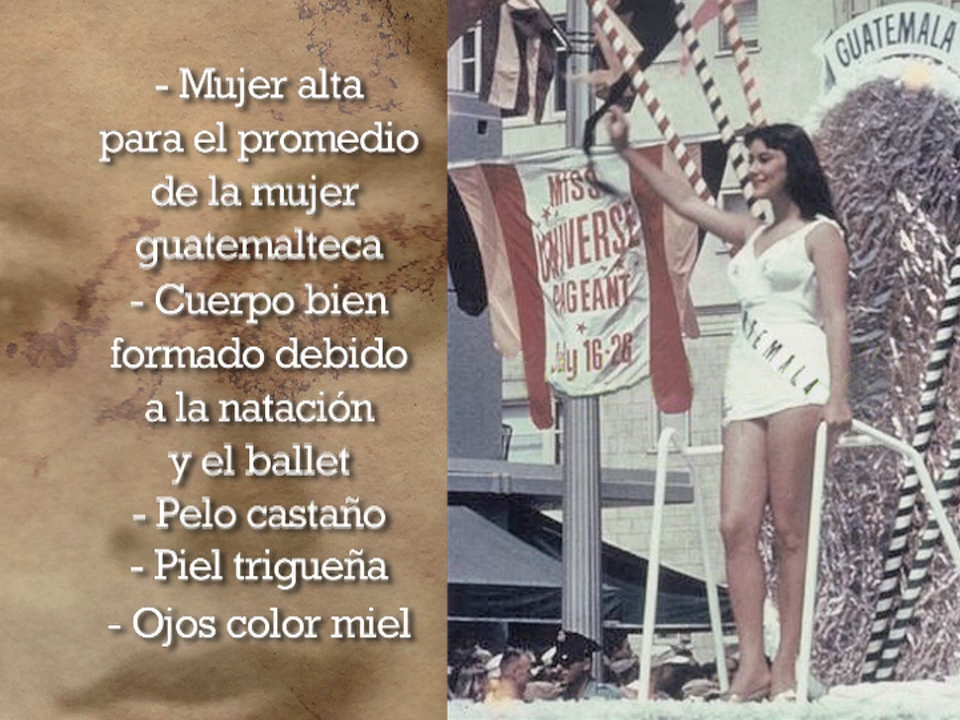 - Mujer alta
para el promedio
de la mujer
guatemalteca
- Cuerpo bien
formado debido
a la natación
y el ballet
- Pelo castaño
- Piel trigueña
- Ojos color miel
GUATEMALA
MISS
UNIVERSE
PAGEANT
July 16-26